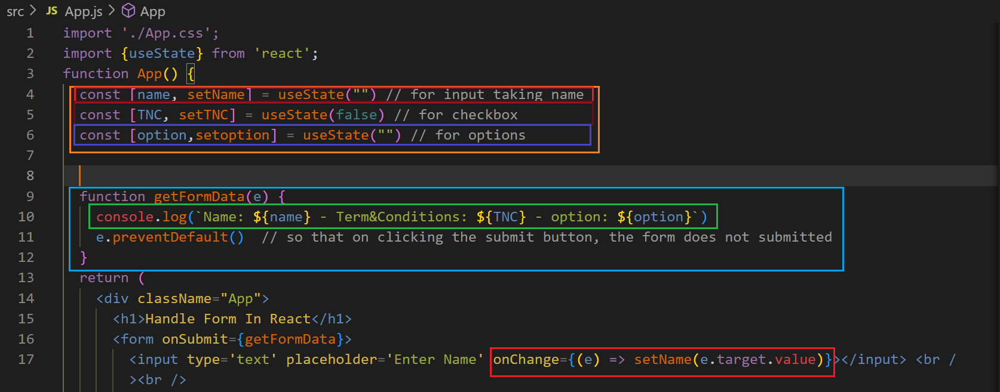 src > JS App.js > App
1 import './App.css';
2 import {useState} from 'react';
3 function App() {
4 const [name, setName] = useState("") // for input taking name
5 const [TNC, setTNC] = useState(false) // for checkbox
6 const [option,setoption] = useState("") // for options
7
8
9 function getFormData(e) {
10 console.log(`Name: ${name} - Term&Conditions: ${TNC} - option: ${option}`)
11 e.preventDefault()  // so that on clicking the submit button, the form does not submitted
12 }
13 return (
14 <div className="App">
15 <h1>Handle Form In React</h1>
16 <form onSubmit={getFormData}>
17 <input type='text' placeholder='Enter Name' onChange={(e) => setName(e.target.value)}></input> <br /
><br />